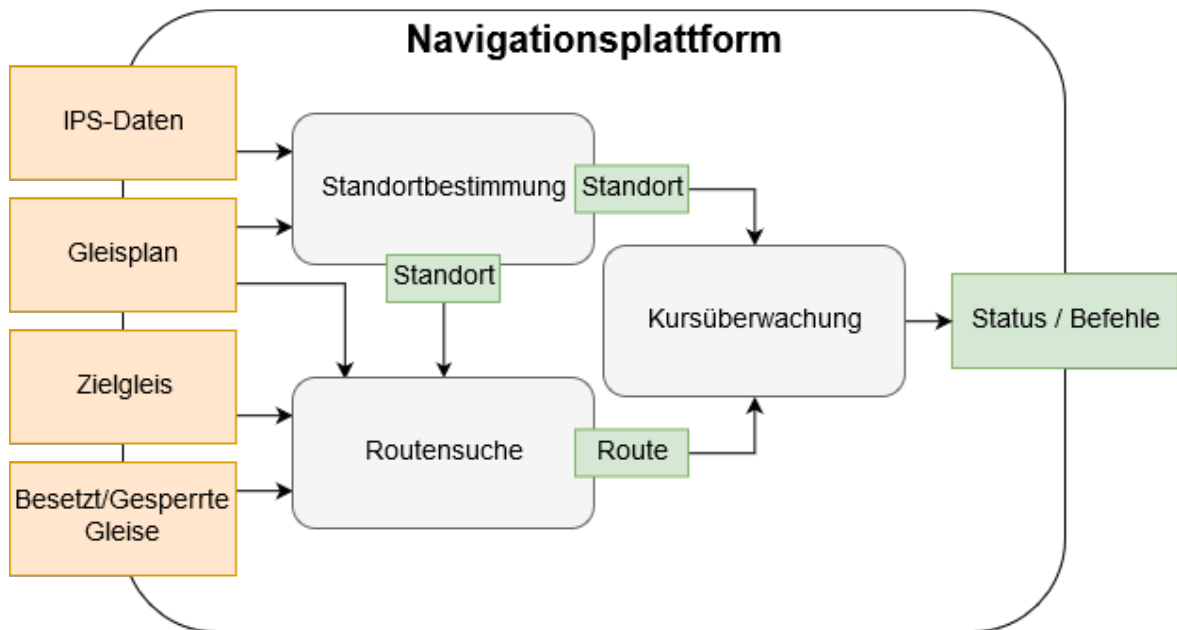 Navigationsplattform
IPS-Daten
Standortbestimmung
Standort
Gleisplan
Standort
Kursüberwachung
Status / Befehle
Zielgleis
Routensuche
Route
Besetzt/Gesperrte
Gleise